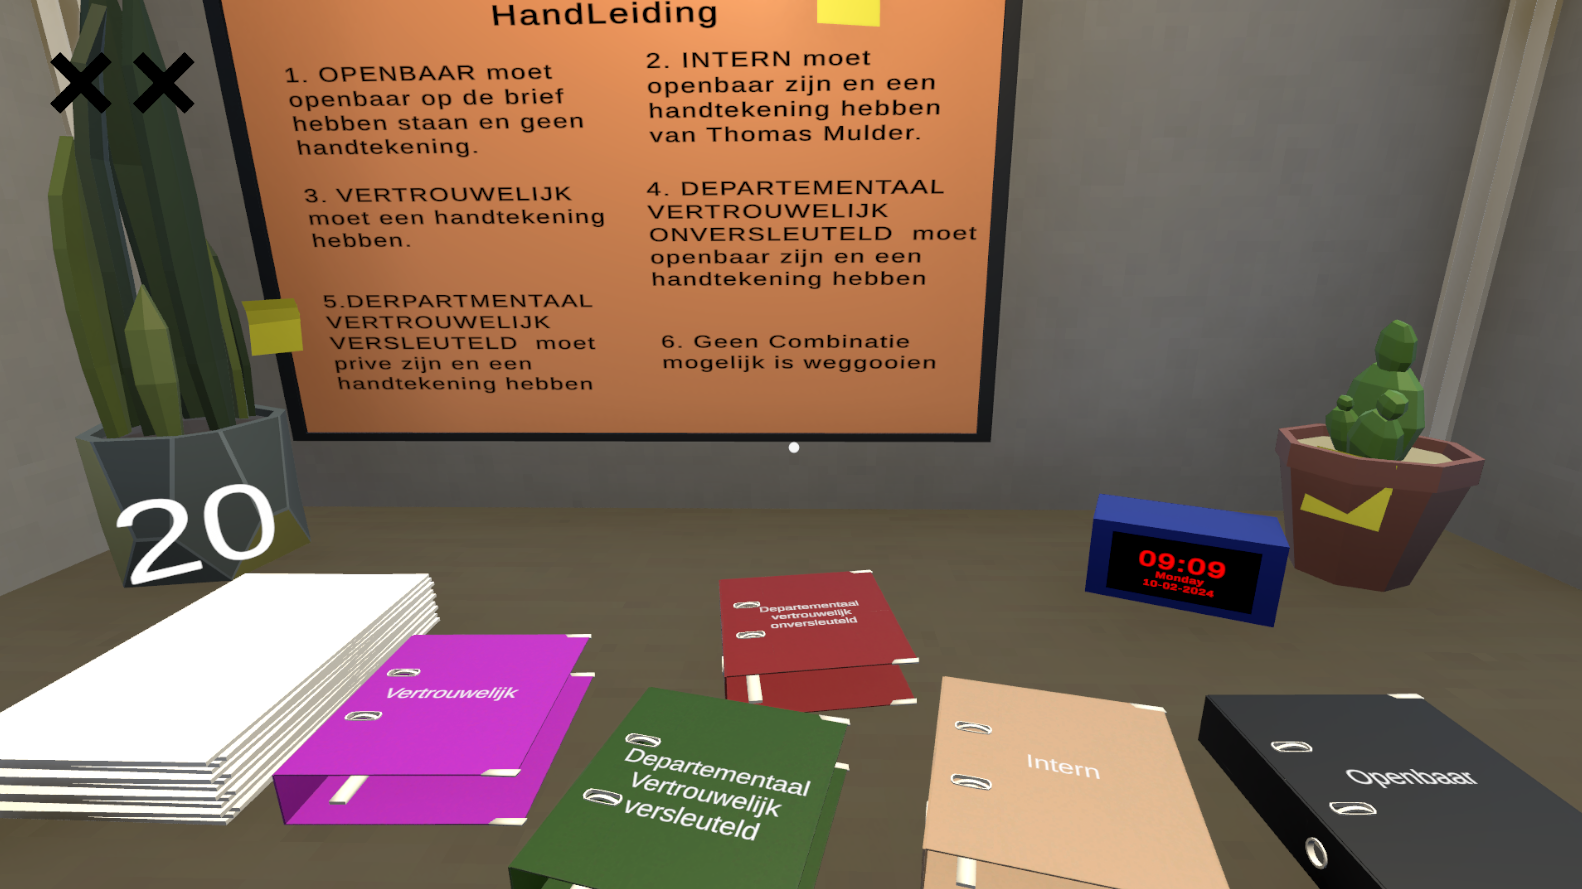 HandLeiding
1. OPENBAAR moet
openbaar op de brief
hebben staan en geen
handtekening.
2. INTERN moet
openbaar zijn en een
handtekening hebben
van Thomas Mulder.
3. VERTROUWELIJK
moet een handtekening
hebben.
4. DEPARTEMENTAAL
VERTROUWELIJK
ONVERSLEUTELD moet
openbaar zijn en een
handtekening hebben
5.DERPARTMENTAAL
VERTROUWELIJK
VERSLEUTELD moet
prive zijn en een
handtekening hebben
6. Geen Combinatie
mogelijk is weggooien
20
09:09
Monday
10-02-2024
Departementaal
vertrouwelijk
onversleuteld
Vertrouwelijk
Departementaal
Vertrouwelijk
versleuteld
Intern
Openbaar